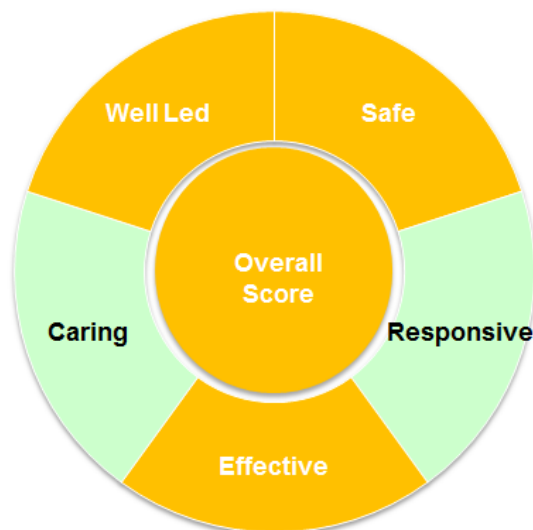 Well Led
Safe
Overall
Score
Caring
Responsive
Effective